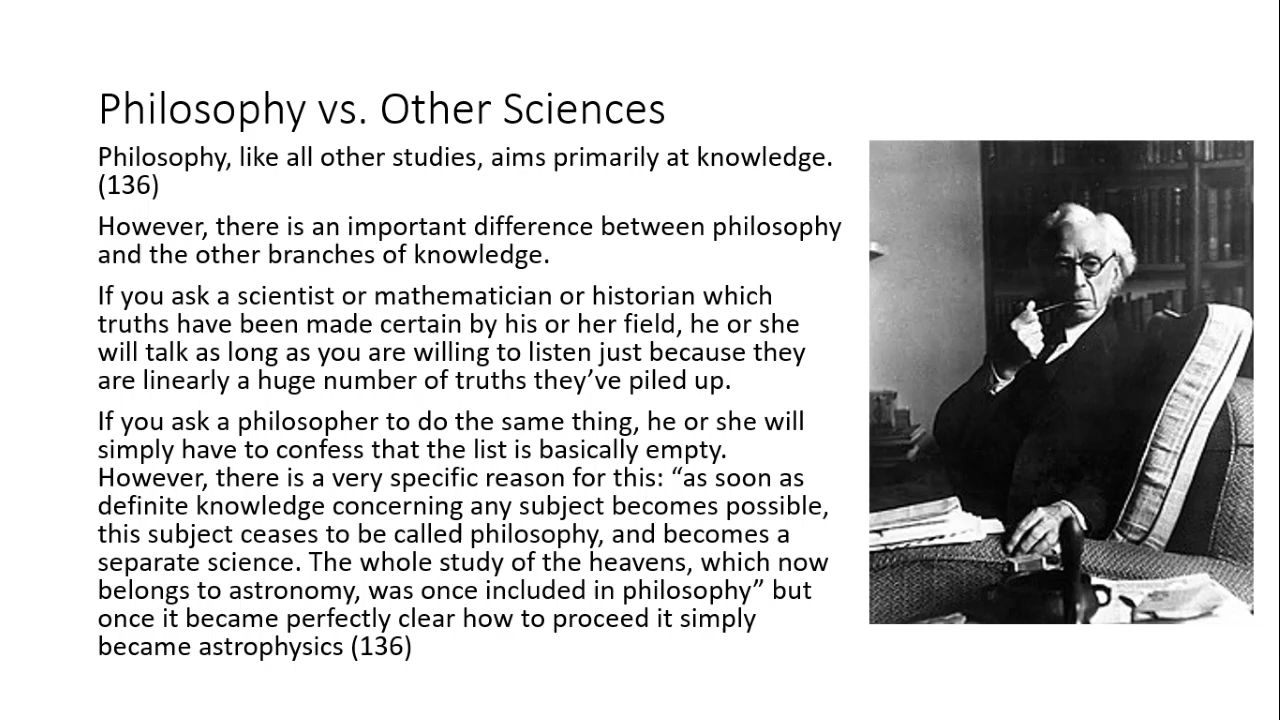 Philosophy vs. Other Sciences
Philosophy, like all other studies, aims primarily at knowledge.
(136)
However, there is an important difference between philosophy
and the other branches of knowledge.
If you ask a scientist or mathematician or historian which
truths have been made certain by his or her field, he or she
will talk as long as you are willing to listen just because they
are linearly a huge number of truths they’ve piled up.
If you ask a philosopher to do the same thing, he or she will
simply have to confess that the list is basically empty.
However, there is a very specific reason for this: “as soon as
definite knowledge concerning any subject becomes possible,
this subject ceases to be called philosophy, and becomes a
separate science. The whole study of the heavens, which now
belongs to astronomy, was once included in philosophy” but
once it became perfectly clear how to proceed it simply
became astrophysics (136)